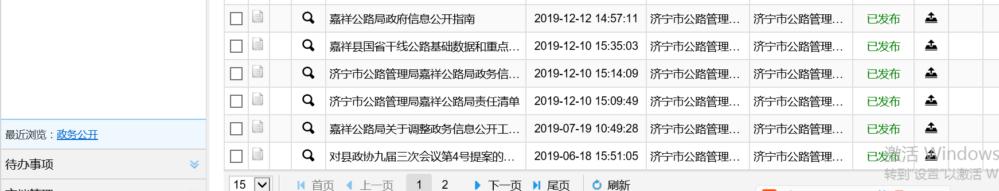 嘉祥公路局政府信息公开指南 2019-12-12 14:57:11 济宁市公路管理... 济宁市公路管理... 已发布
嘉祥县国省干线公路基础数据和重点... 2019-12-10 15:35:03 济宁市公路管理... 济宁市公路管理... 已发布
济宁市公路管理局嘉祥公路局政务信... 2019-12-10 15:14:09 济宁市公路管理... 济宁市公路管理... 已发布
济宁市公路管理局嘉祥公路局责任清单 2019-12-10 15:09:49 济宁市公路管理... 济宁市公路管理... 已发布
嘉祥公路局关于调整政务信息公开工... 2019-07-19 10:49:28 济宁市公路管理... 济宁市公路管理... 已发布
最近浏览：政务公开
对县政协九届三次会议第4号提案的... 2019-06-18 15:51:05 济宁市公路管理... 济宁市公路管理... 已发布
待办事项
激活 Windows
转到"设置"以激活 W
15 首页 上一页 1 2 下一页 尾页 刷新